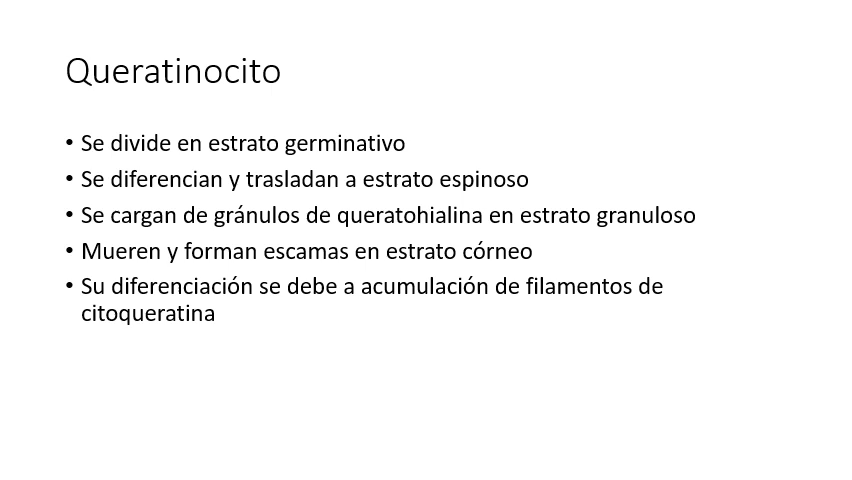 Queratinocito
• Se divide en estrato germinativo
• Se diferencian y trasladan a estrato espinoso
• Se cargan de gránulos de queratohialina en estrato granuloso
• Mueren y forman escamas en estrato córneo
• Su diferenciación se debe a acumulación de filamentos de
citoqueratina